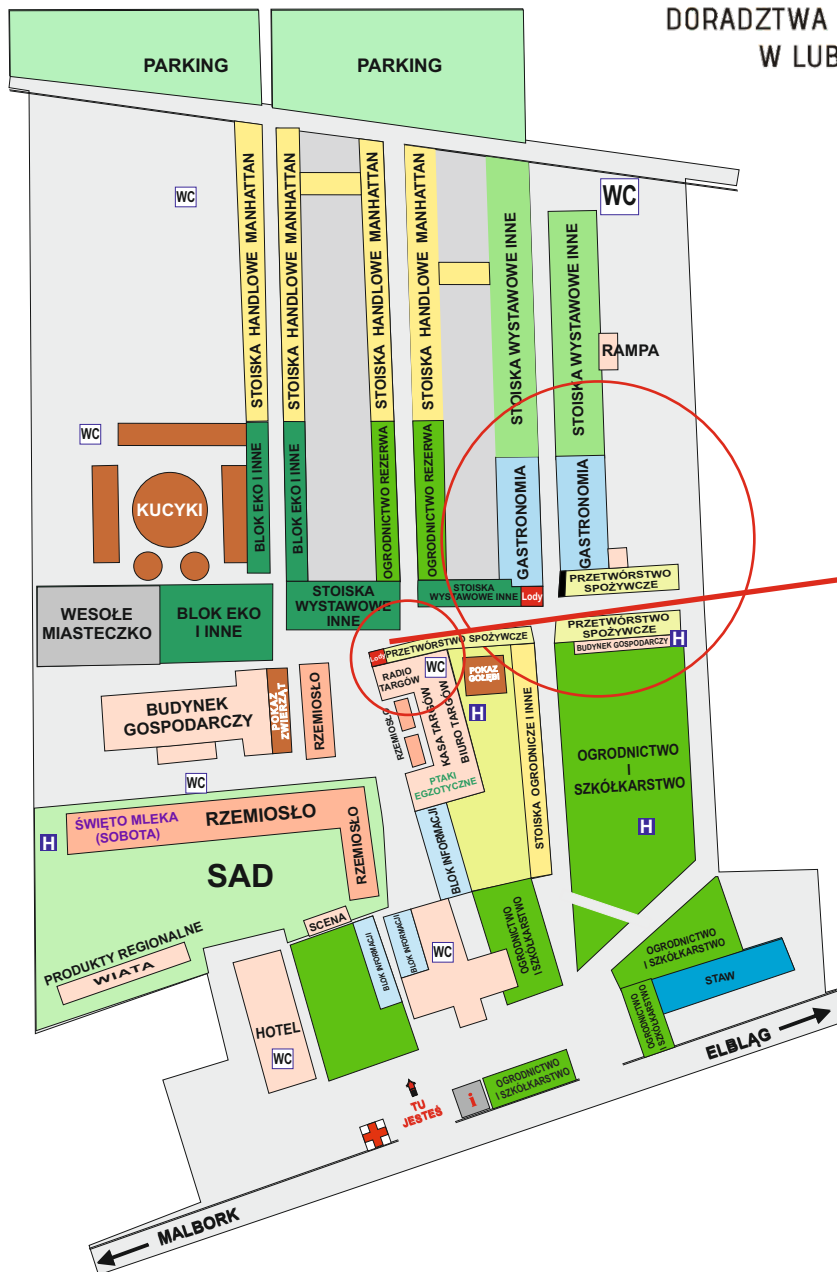 DORADZTWA
W LUB
PARKING
PARKING
WC
WC
STOISKA HANDLOWE MANHATTAN
STOISKA HANDLOWE MANHATTAN
STOISKA HANDLOWE MANHATTAN
STOISKA HANDLOWE MANHATTAN
STOISKA WYSTAWOWE INNE
STOISKA WYSTAWOWE INNE
RAMPA
WC
KUCYKI
BLOK EKO I INNE
BLOK EKO I INNE
OGRODNICTWO REZERWA
OGRODNICTWO REZERWA
GASTRONOMIA
GASTRONOMIA
WESOŁE
MIASTECZKO
BLOK EKO
I INNE
STOISKA
WYSTAWOWE
INNE
STOISKA
WYSTAWOWE INNE
Lody
PRZETWÓRSTWO
SPOŻYWCZE
PRZETWÓRSTWO
SPOŻYWCZE
BUDYNEK GOSPODARCZY
H
Lody
PRZETWÓRSTWO SPOŻYWCZE
RADIO
TARGÓW
WC
POKAZ
GOŁĘBI
H
KASA TARGÓW
BIURO TARGÓW
RZEMIOSŁO
PTAKI
EGZOTYCZNE
STOISKA OGRODNICZE I INNE
BUDYNEK
GOSPODARCZY
POKAZ
ZWIERZĄT
RZEMIOSŁO
OGRODNICTWO
I
SZKÓŁKARSTWO
H
WC
H
ŚWIĘTO MLEKA
(SOBOTA)
RZEMIOSŁO
RZEMIOSŁO
SAD
BLOK INFORMACJI
PRODUKTY REGIONALNE
WIATA
SCENA
BLOK INFORMACJI
BLOK INFORMACJI
WC
OGRODNICTWO
I SZKÓŁKARSTWO
OGRODNICTWO
I SZKÓŁKARSTWO
STAW
OGRODNICTWO
I SZKÓŁKARSTWO
HOTEL
WC
ELBLĄG
TU
JESTEŚ
i
OGRODNICTWO
I SZKÓŁKARSTWO
MALBORK